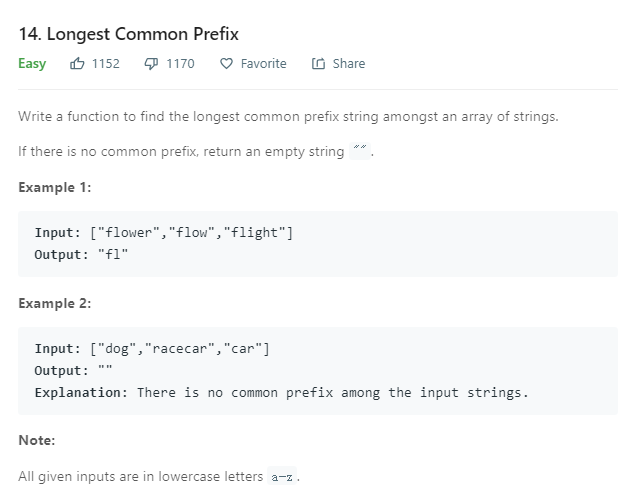 14. Longest Common Prefix
Easy 1152 1170 Favorite Share
Write a function to find the longest common prefix string amongst an array of strings.
If there is no common prefix, return an empty string "".
Example 1:
Input: ["flower","flow","flight"]
Output: "fl"
Example 2:
Input: ["dog","racecar","car"]
Output: ""
Explanation: There is no common prefix among the input strings.
Note:
All given inputs are in lowercase letters a-z.